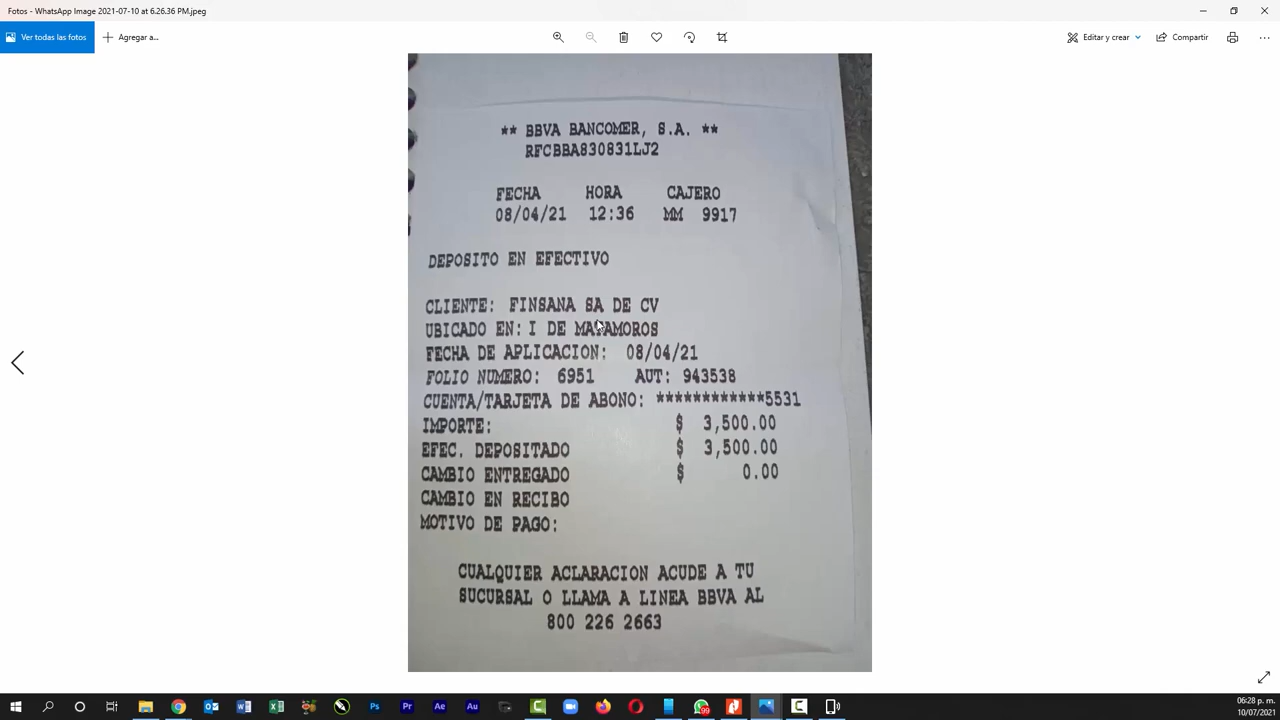 Fotos - WhatsApp Image 2021-07-10 at 6.26.36 PM.jpeg
Ver todas las fotos
Agregar a...
Editar y crear
Compartir
** BBVA BANCOMER, S.A. **
RFCBBA830831LJ2
FECHA HORA CAJERO
08/04/21 12:36 MM 9917
DEPOSITO EN EFECTIVO
CLIENTE: FINSANA SA DE CV
UBICADO EN: I DE MATAMOROS
FECHA DE APLICACION: 08/04/21
FOLIO NUMERO: 6951 AUT: 943538
CUENTA/TARJETA DE ABONO: ************5531
IMPORTE: $ 3,500.00
EFEC. DEPOSITADO $ 3,500.00
CAMBIO ENTREGADO $ 0.00
CAMBIO EN RECIBO
MOTIVO DE PAGO:
CUALQUIER ACLARACION ACUDE A TU
SUCURSAL O LLAMA A LINEA BBVA AL
800 226 2663
W
X
Ps
Pr
Ae
Au
99
06:28 p. m.
10/07/2021